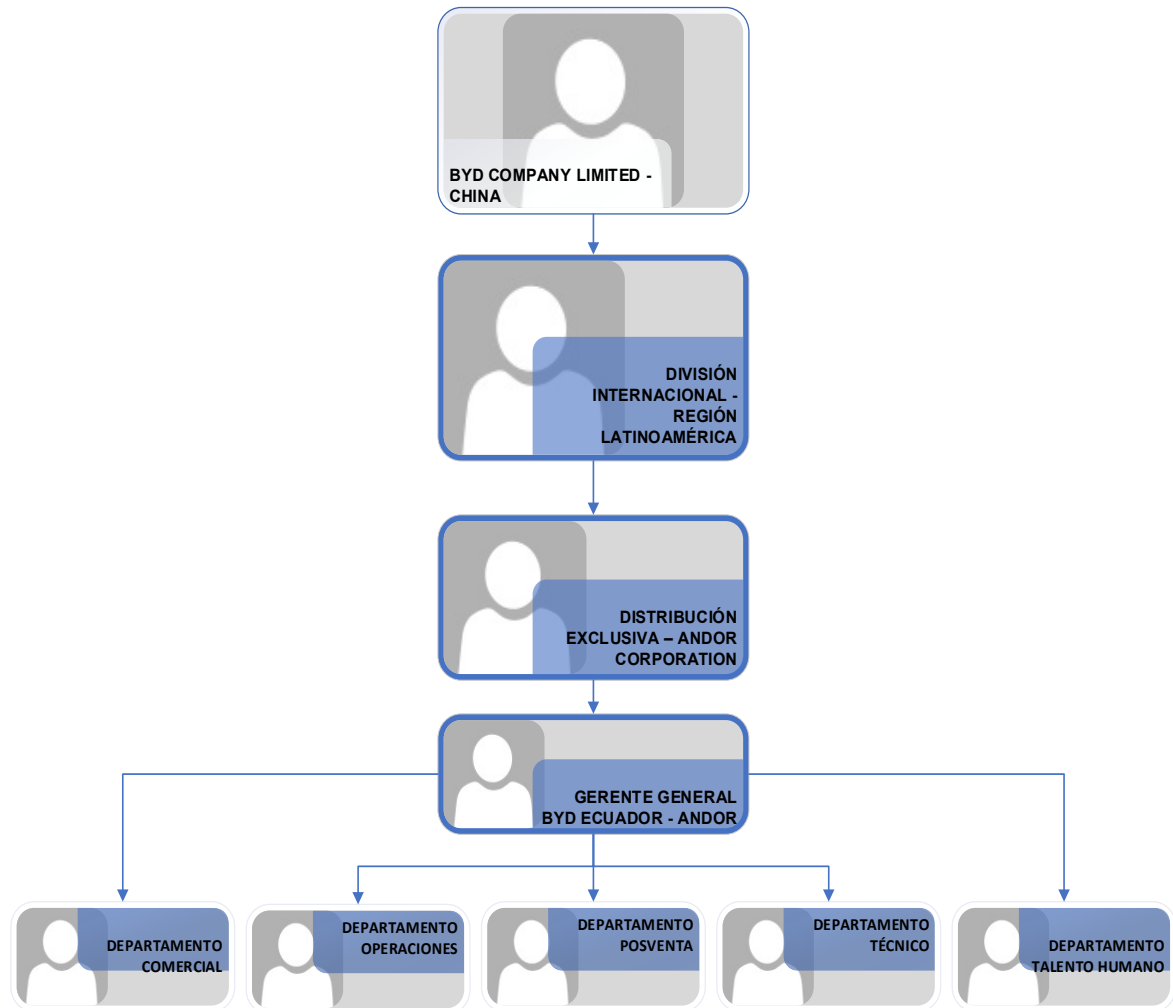 BYD COMPANY LIMITED -
CHINA
DIVISIÓN
INTERNACIONAL -
REGIÓN
LATINOAMÉRICA
DISTRIBUCIÓN
EXCLUSIVA – ANDOR
CORPORATION
GERENTE GENERAL
BYD ECUADOR - ANDOR
DEPARTAMENTO
COMERCIAL
DEPARTAMENTO
OPERACIONES
DEPARTAMENTO
POSVENTA
DEPARTAMENTO
TÉCNICO
DEPARTAMENTO
TALENTO HUMANO